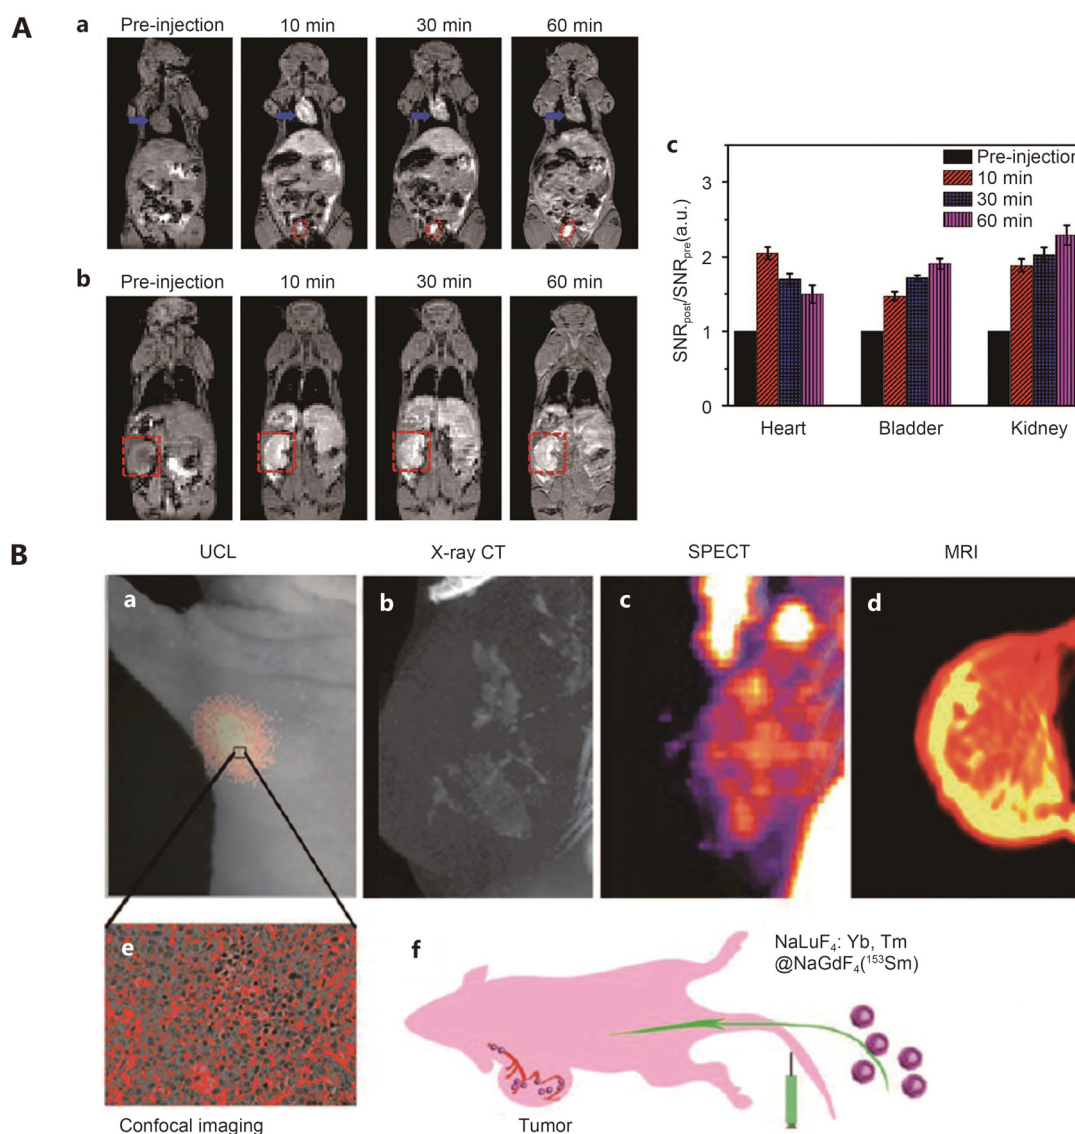 A
a
Pre-injection 10 min 30 min 60 min
b
Pre-injection 10 min 30 min 60 min
c
SNRpost/SNRpre(a.u.)
3
2
1
0
Pre-injection
10 min
30 min
60 min
Heart Bladder Kidney
B
UCL X-ray CT SPECT MRI
a b c d
e
Confocal imaging
f
NaLuF4: Yb, Tm
@NaGdF4(153Sm)
Tumor